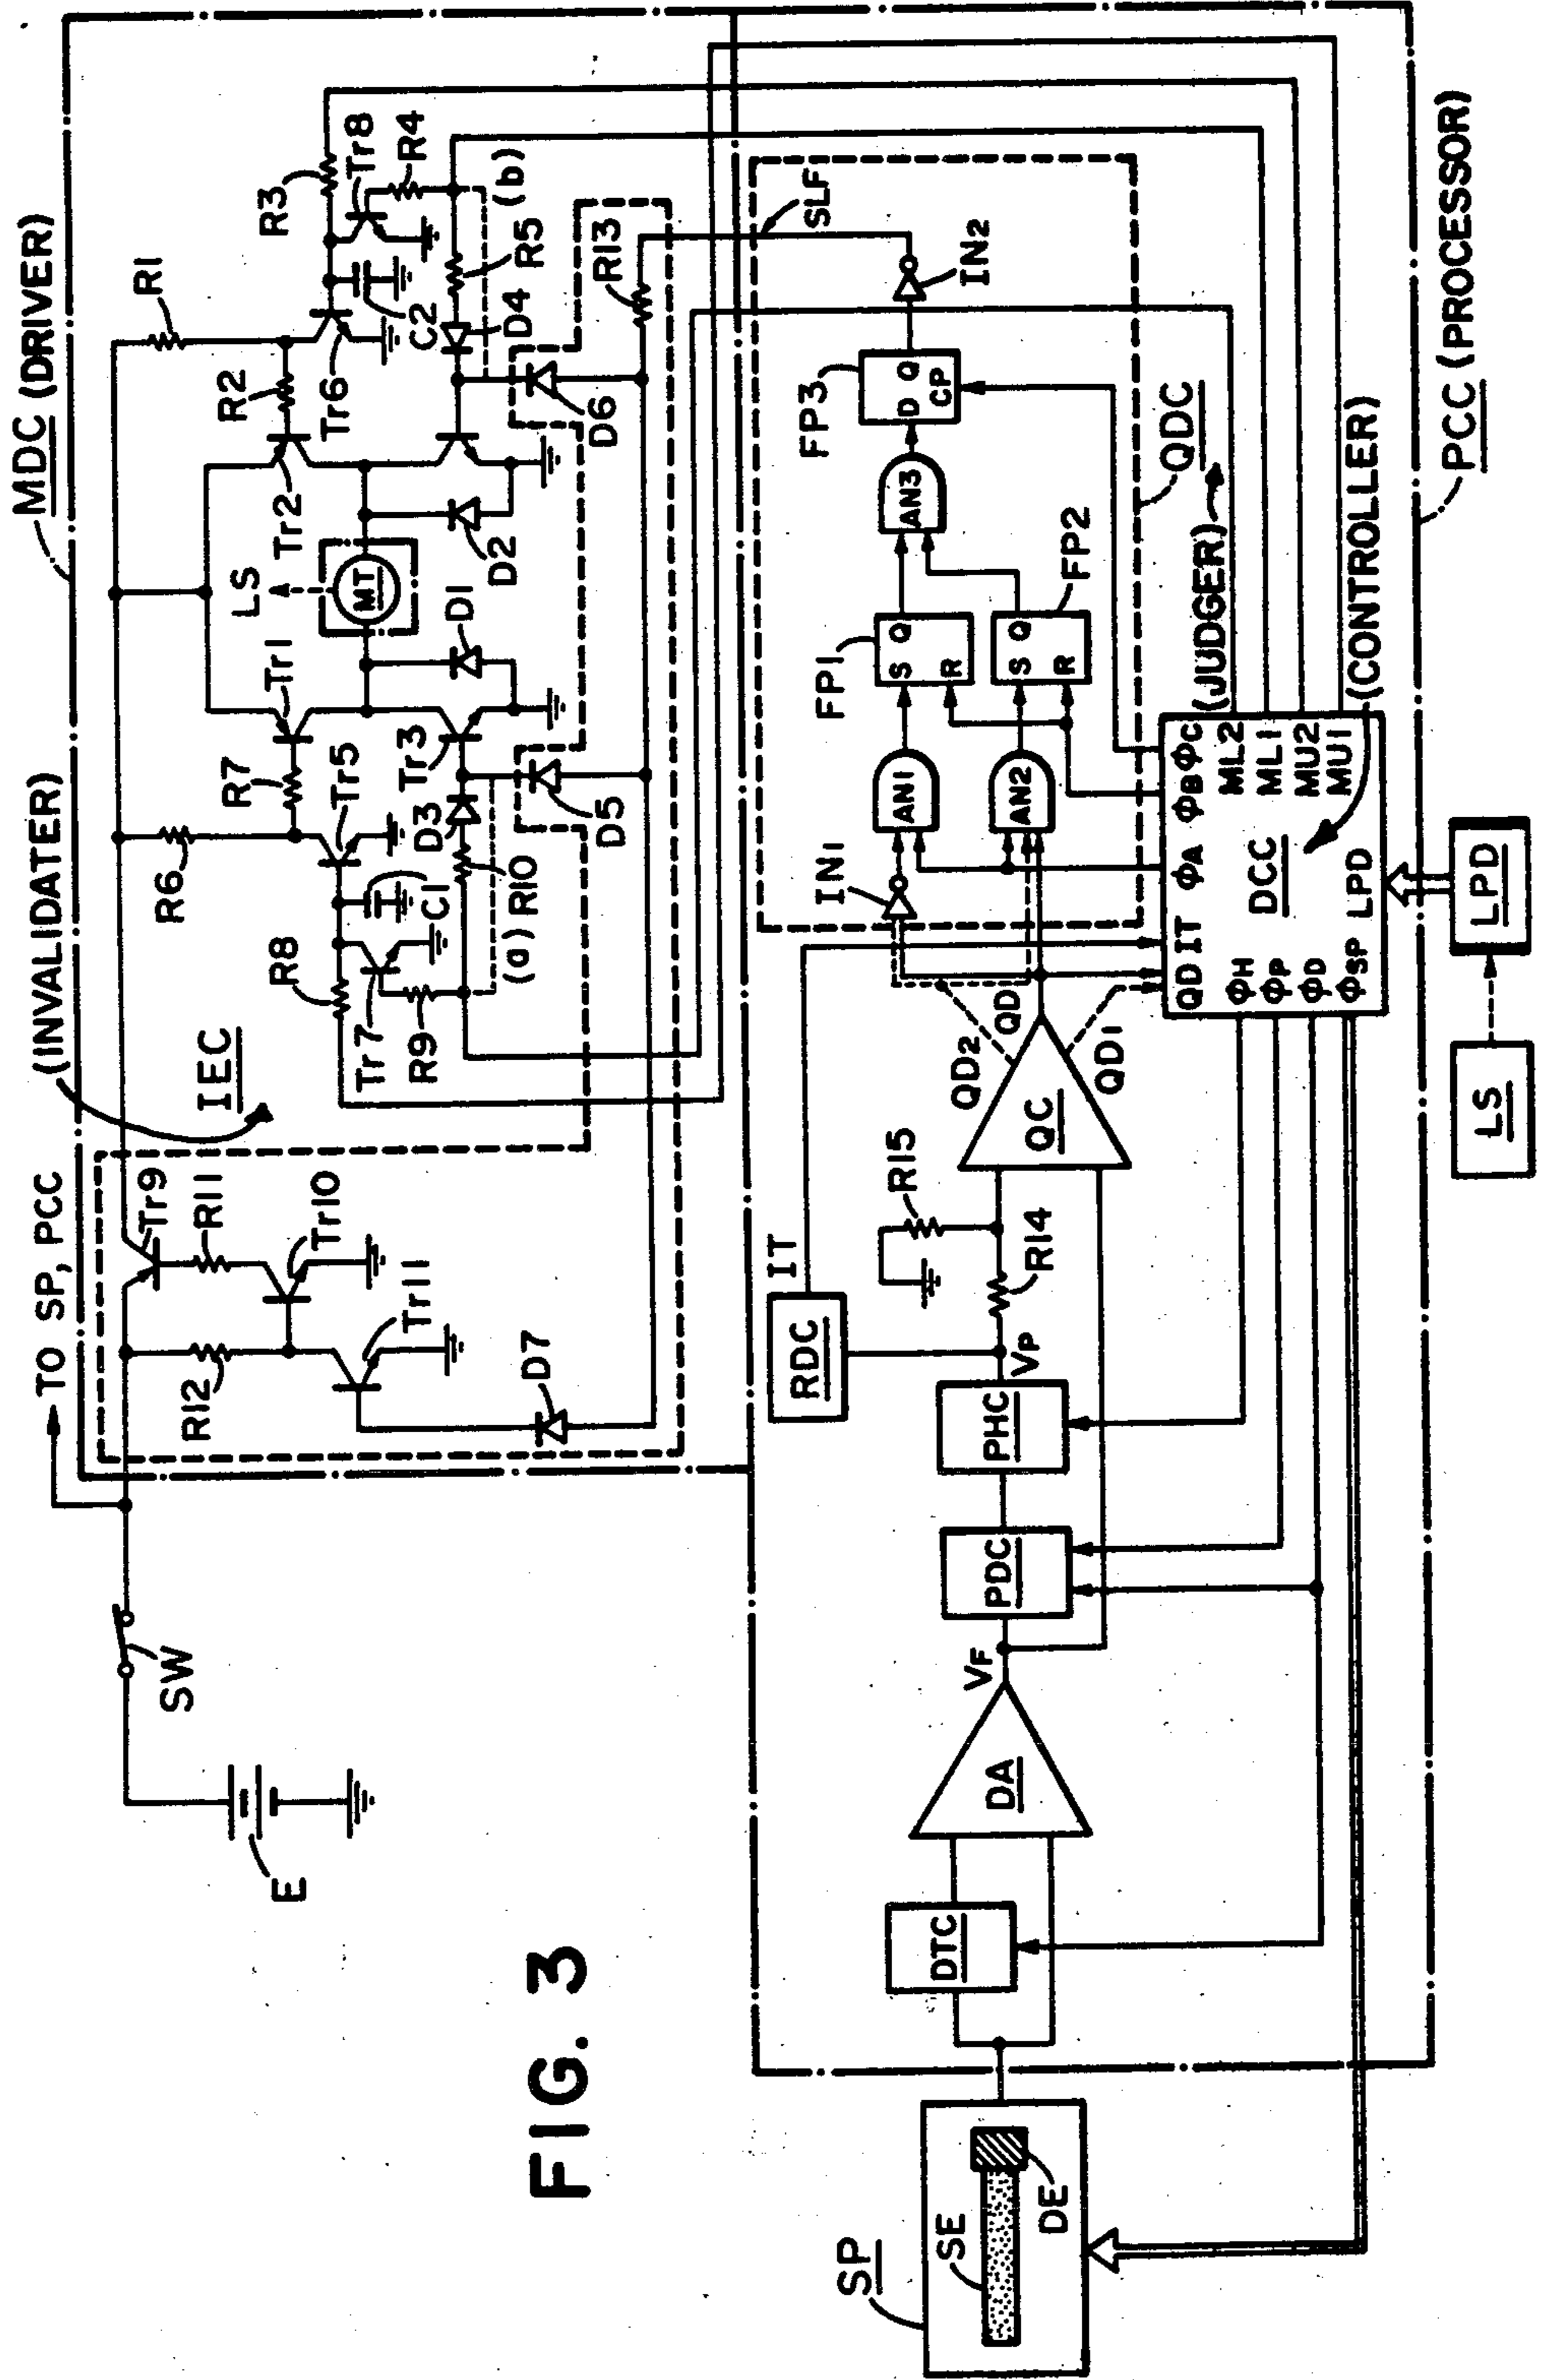 FIG. 3
MDC (DRIVER)
(INVALIDATER)
IEC
TO SP, PCC
SW
E
Tr9
R11
Tr10
R12
Tr11
D7
R6
R7
Tr1
R8
Tr5
C1
Tr7
R9
D3
R10
(a)
Tr3
D5
LS
MT
D1
D2
R1
R2
Tr2
Tr6
C2
R3
Tr8
R4
(b)
R5
D4
D6
R13
SLF
IN2
FP3
D Q
CP
AN3
FP1
S Q
R
FP2
S Q
R
AN1
AN2
IN1
QDC
(JUDGER)
(CONTROLLER)
PCC (PROCESSOR)
QD IT ΦA ΦB ΦC
ΦH
ΦP
ΦD
ΦSP
LPD
DCC
ML2
ML1
MU2
MU1
LPD
LS
QD2
QD
QD1
QC
R15
R14
IT
RDC
VP
PHC
PDC
VF
DA
DTC
SP
SE
DE